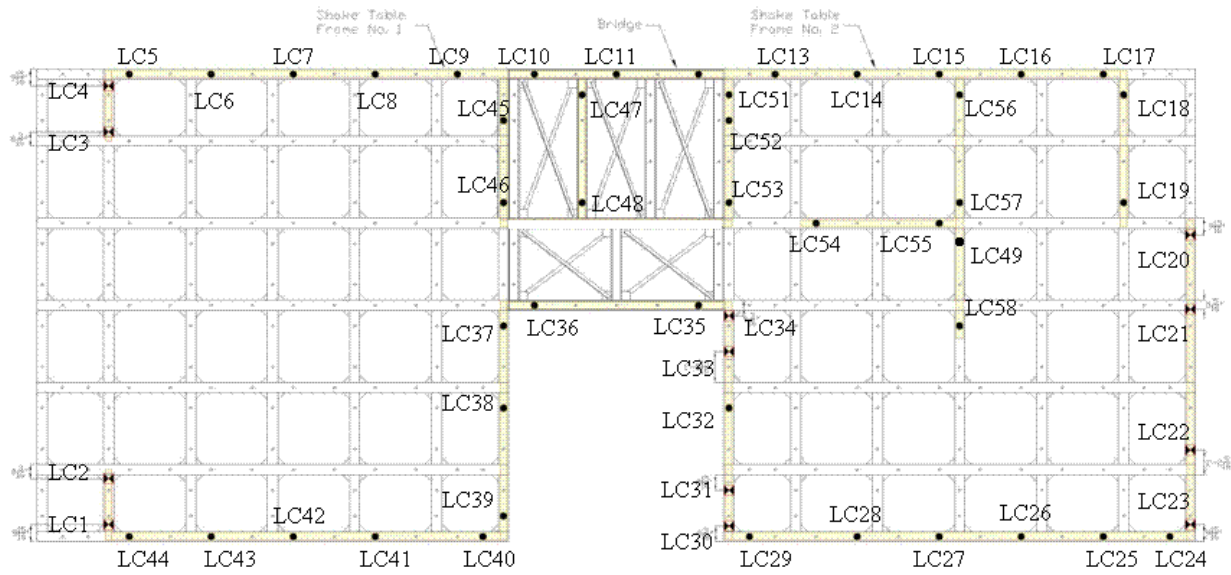 Shake Table
Frame No. 1
Bridge
Shake Table
Frame No. 2
LC5 LC7 LC9 LC10 LC11 LC13 LC15 LC16 LC17
LC4 LC6 LC8 LC45 LC47 LC51 LC14 LC56 LC18
LC3 LC52
LC46 LC48 LC53 LC57 LC19
LC54 LC55 LC49 LC20
LC58
LC37 LC36 LC35 LC34 LC21
LC33
LC38 LC32 LC22
LC2 LC31
LC1 LC42 LC39 LC28 LC26 LC23
LC30
LC44 LC43 LC41 LC40 LC29 LC27 LC25 LC24